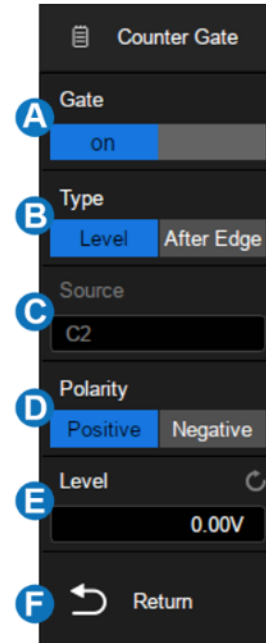 Counter Gate
Gate
A
on
Type
B
Level After Edge
Source
C
C2
Polarity
D
Positive Negative
Level
E
0.00V
F
Return